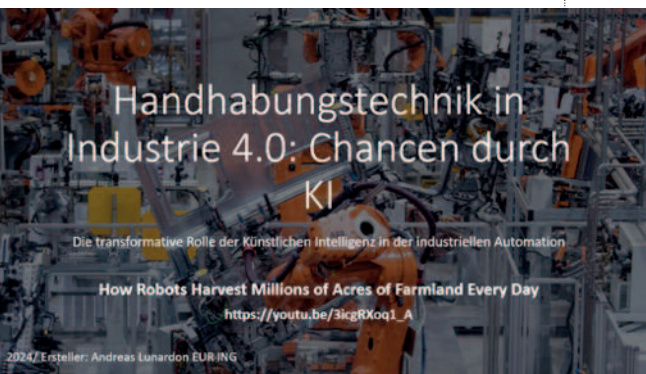 Handhabungstechnik in
Industrie 4.0: Chancen durch
KI
Die transformative Rolle der Künstlichen Intelligenz in der industriellen Automation
How Robots Harvest Millions of Acres of Farmland Every Day
https://youtu.be/3icgRXoq1_A
2024/ Ersteller: Andreas Lunardon EUR ING